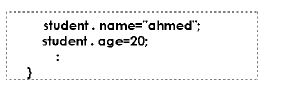 student . name="ahmed";
student . age=20;
:
}